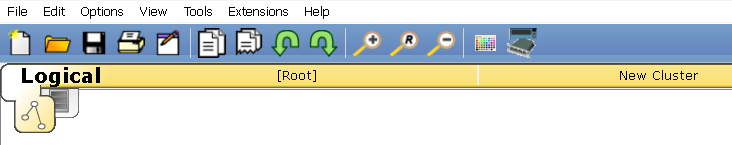 File Edit Options View Tools Extensions Help
R
Logical [Root] New Cluster